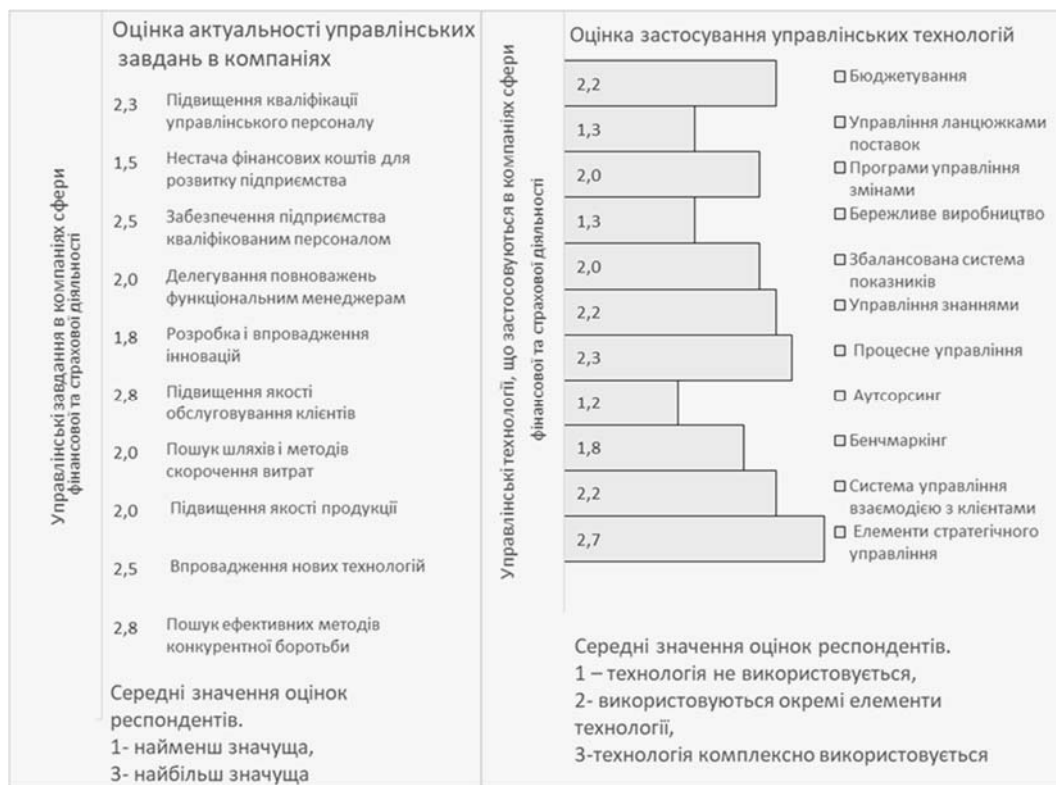 Управлінські завдання в компаніях сфери
фінансової та страхової діяльності
Оцінка актуальності управлінських
завдань в компаніях
2,3 Підвищення кваліфікації
управлінського персоналу
1,5 Нестача фінансових коштів для
розвитку підприємства
2,5 Забезпечення підприємства
кваліфікованим персоналом
2,0 Делегування повноважень
функціональним менеджерам
1,8 Розробка і впровадження
інновацій
2,8 Підвищення якості
обслуговування клієнтів
2,0 Пошук шляхів і методів
скорочення витрат
2,0 Підвищення якості продукції
2,5 Впровадження нових технологій
2,8 Пошук ефективних методів
конкурентної боротьби
Середні значення оцінок
респондентів.
1- найменш значуща,
3- найбільш значуща
Управлінські технології, що застосовуються в компаніях сфери
фінансової та страхової діяльності
Оцінка застосування управлінських технологій
2,2
1,3
2,0
1,3
2,0
2,2
2,3
1,2
1,8
2,2
2,7
Бюджетування
Управління ланцюжками
поставок
Програми управління
змінами
Бережливе виробництво
Збалансована система
показників
Управління знаннями
Процесне управління
Аутсорсинг
Бенчмаркінг
Система управління
взаємодією з клієнтами
Елементи стратегічного
управління
Середні значення оцінок респондентів.
1 – технологія не використовується,
2- використовуються окремі елементи
технології,
3-технологія комплексно використовується